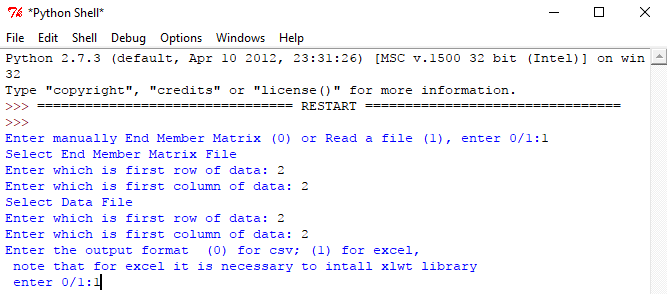 *Python Shell*
File Edit Shell Debug Options Windows Help
Python 2.7.3 (default, Apr 10 2012, 23:31:26) [MSC v.1500 32 bit (Intel)] on win
32
Type "copyright", "credits" or "license()" for more information.
>>> ================================ RESTART ================================
>>>
Enter manually End Member Matrix (0) or Read a file (1), enter 0/1:1
Select End Member Matrix File
Enter which is first row of data: 2
Enter which is first column of data: 2
Select Data File
Enter which is first row of data: 2
Enter which is first column of data: 2
Enter the output format  (0) for csv; (1) for excel,
 note that for excel it is necessary to intall xlwt library
 enter 0/1:1